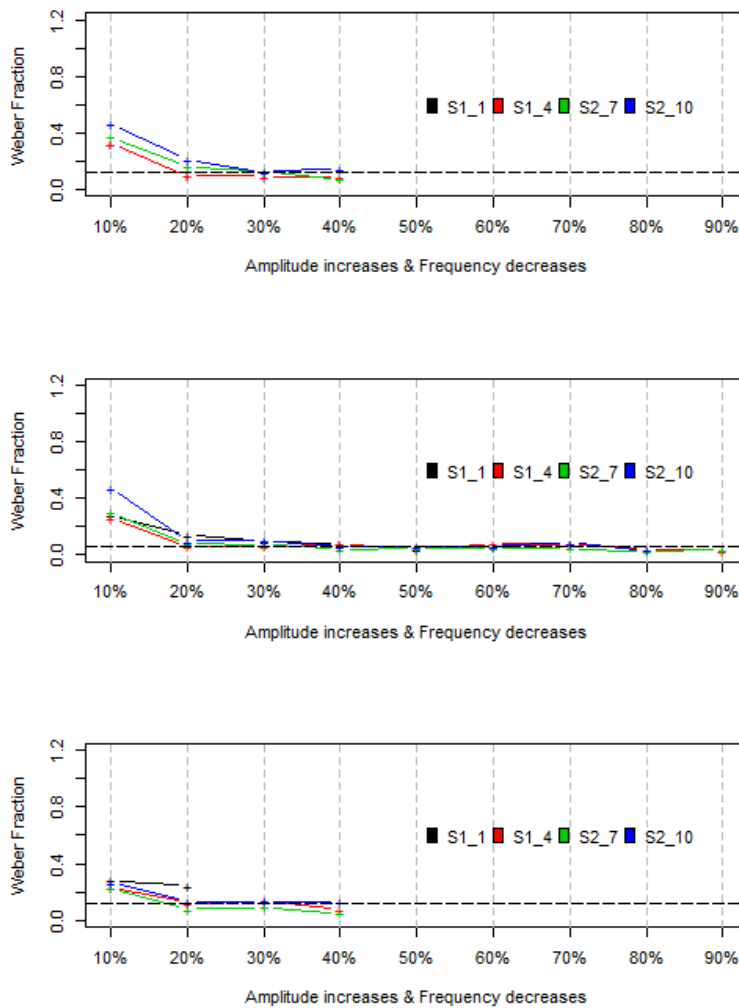 1.2
0.8
0.4
0.0
Weber Fraction
S1_1 S1_4 S2_7 S2_10
10% 20% 30% 40% 50% 60% 70% 80% 90%
Amplitude increases & Frequency decreases
1.2
0.8
0.4
0.0
Weber Fraction
S1_1 S1_4 S2_7 S2_10
10% 20% 30% 40% 50% 60% 70% 80% 90%
Amplitude increases & Frequency decreases
1.2
0.8
0.4
0.0
Weber Fraction
S1_1 S1_4 S2_7 S2_10
10% 20% 30% 40% 50% 60% 70% 80% 90%
Amplitude increases & Frequency decreases